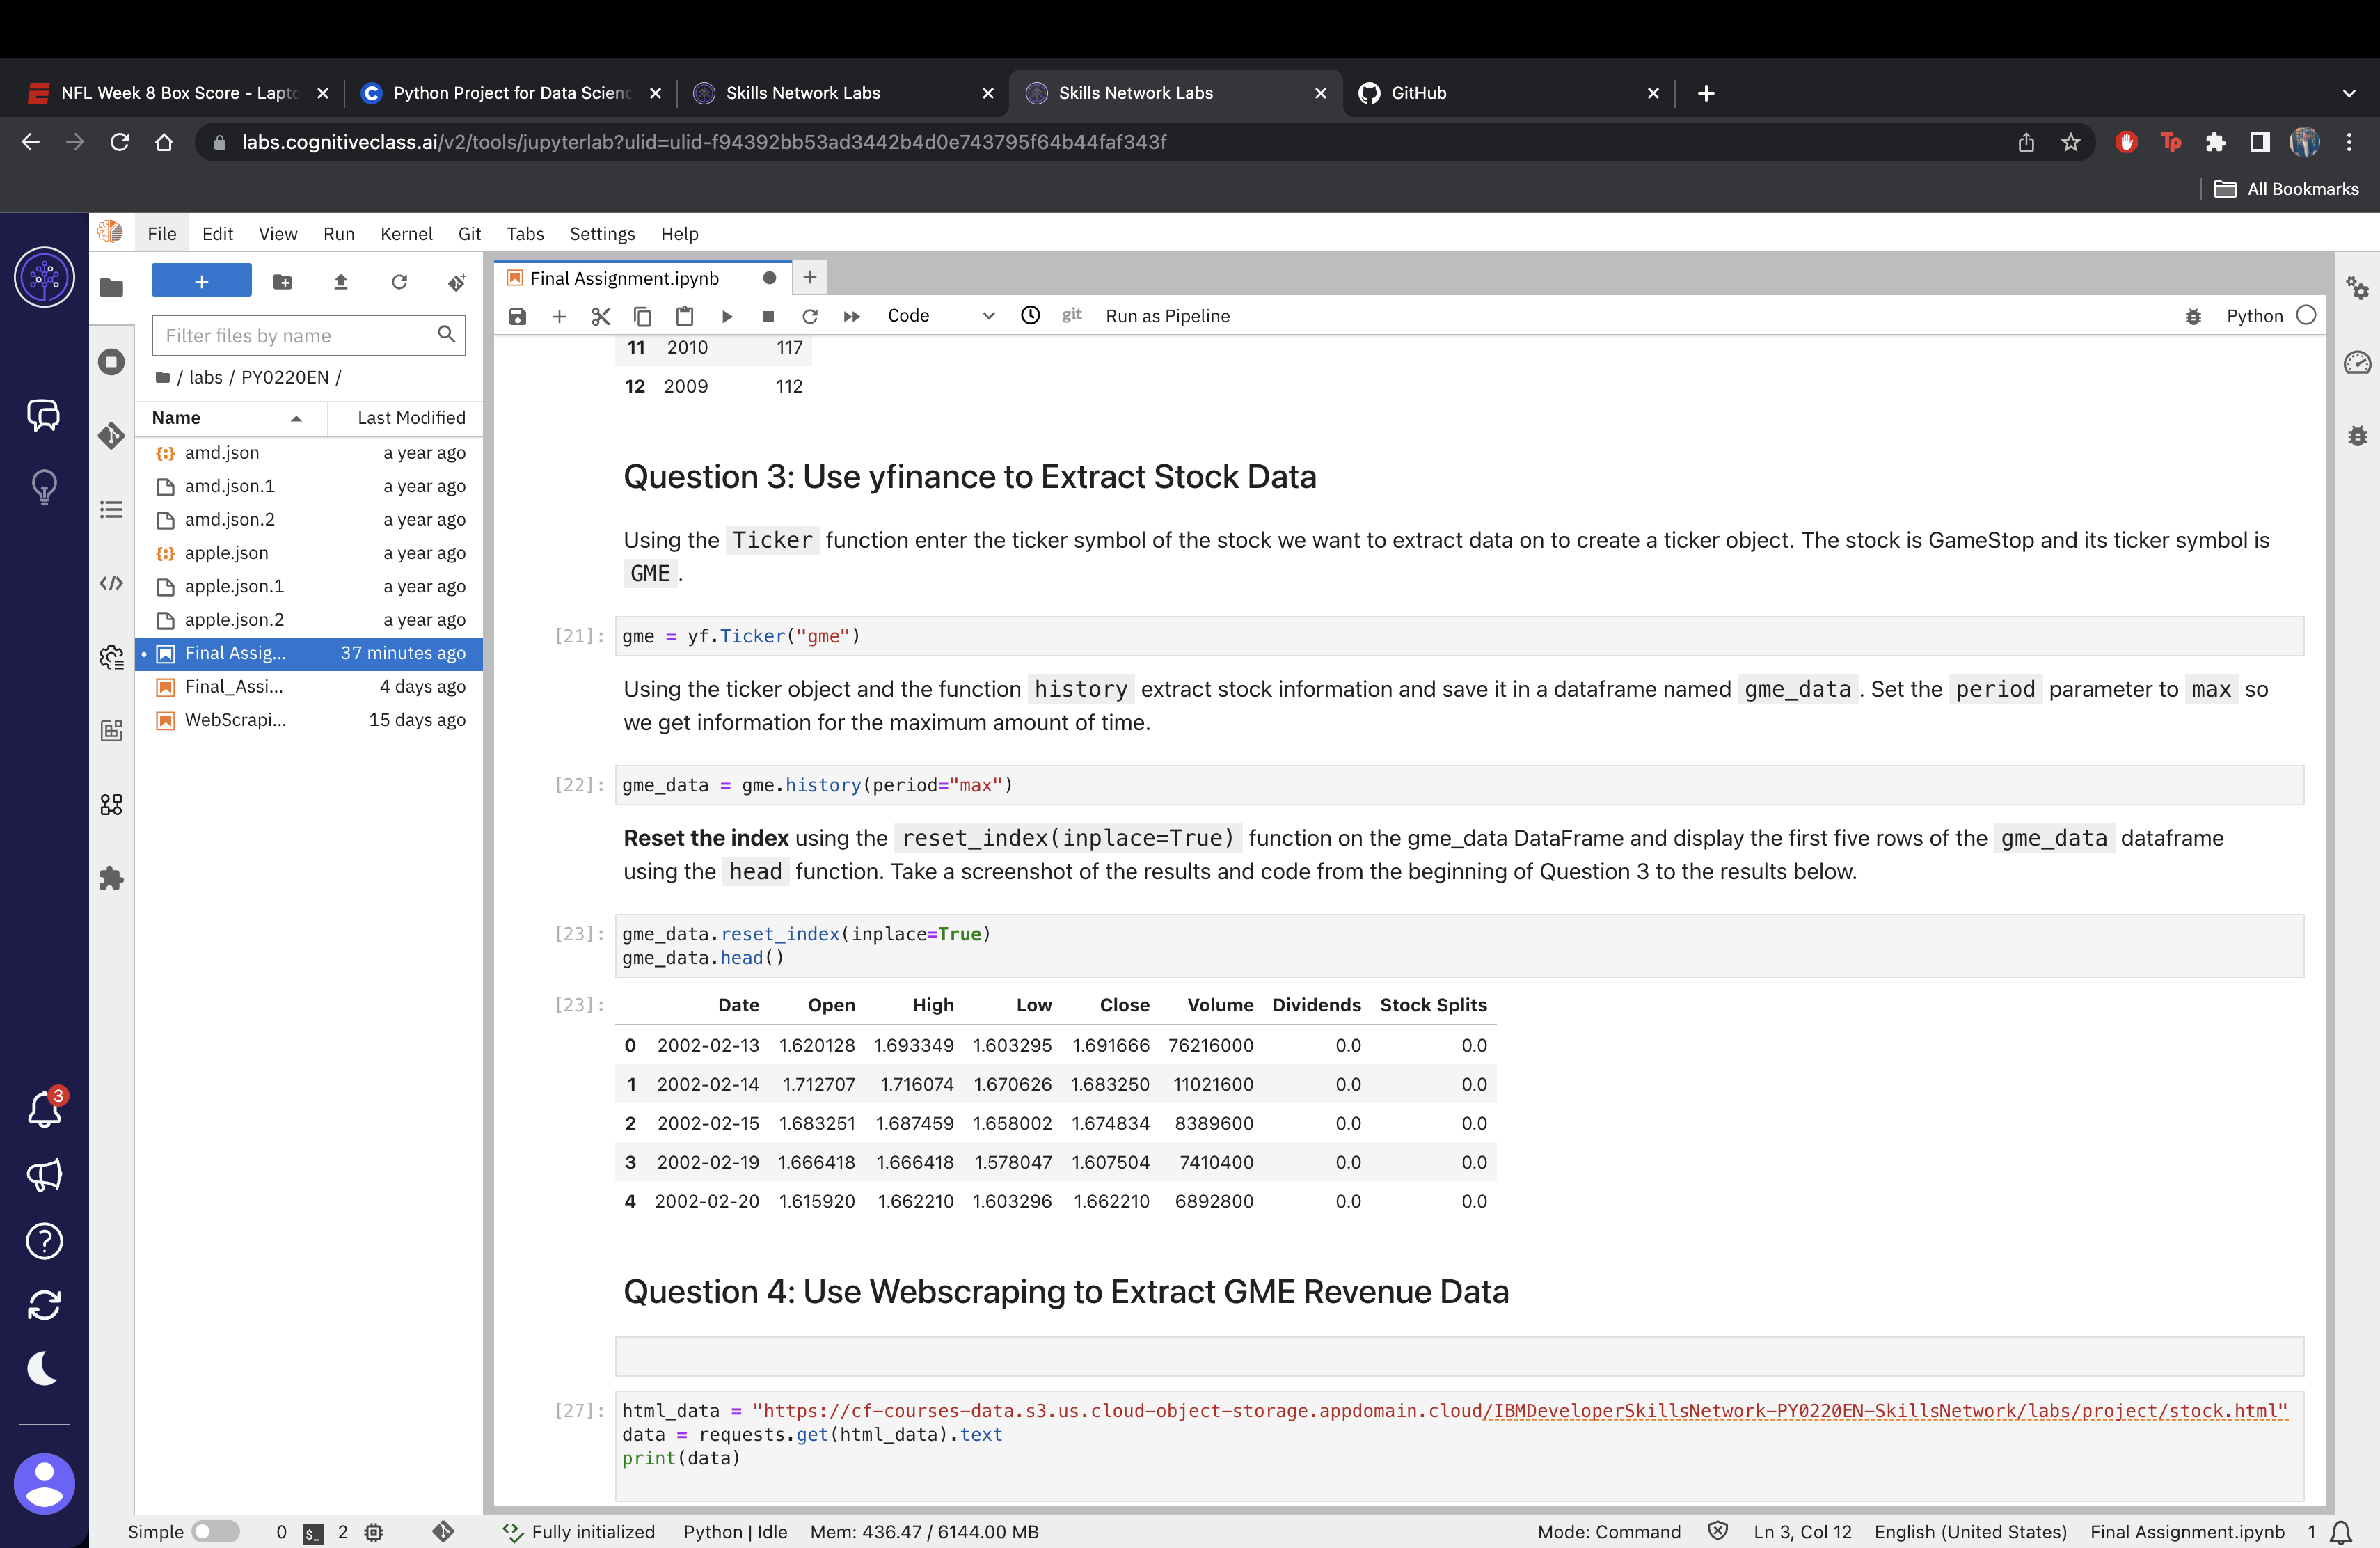 NFL Week 8 Box Score - Lapto
Python Project for Data Scienc
Skills Network Labs
Skills Network Labs
GitHub
labs.cognitiveclass.ai/v2/tools/jupyterlab?ulid=ulid-f94392bb53ad3442b4d0e743795f64b44faf343f
Tp
All Bookmarks
File Edit View Run Kernel Git Tabs Settings Help
Filter files by name
/ labs / PY0220EN /
Name Last Modified
amd.json a year ago
amd.json.1 a year ago
amd.json.2 a year ago
apple.json a year ago
apple.json.1 a year ago
apple.json.2 a year ago
Final Assig... 37 minutes ago
Final_Assi... 4 days ago
WebScrapi... 15 days ago
3
Final Assignment.ipynb
Code git Run as Pipeline Python
11 2010 117
12 2009 112
Question 3: Use yfinance to Extract Stock Data
Using the Ticker function enter the ticker symbol of the stock we want to extract data on to create a ticker object. The stock is GameStop and its ticker symbol is
GME .
[21]: gme = yf.Ticker("gme")
Using the ticker object and the function history extract stock information and save it in a dataframe named gme_data . Set the period parameter to max so
we get information for the maximum amount of time.
[22]: gme_data = gme.history(period="max")
Reset the index using the reset_index(inplace=True) function on the gme_data DataFrame and display the first five rows of the gme_data dataframe
using the head function. Take a screenshot of the results and code from the beginning of Question 3 to the results below.
[23]: gme_data.reset_index(inplace=True)
gme_data.head()
[23]: Date Open High Low Close Volume Dividends Stock Splits
0 2002-02-13 1.620128 1.693349 1.603295 1.691666 76216000 0.0 0.0
1 2002-02-14 1.712707 1.716074 1.670626 1.683250 11021600 0.0 0.0
2 2002-02-15 1.683251 1.687459 1.658002 1.674834 8389600 0.0 0.0
3 2002-02-19 1.666418 1.666418 1.578047 1.607504 7410400 0.0 0.0
4 2002-02-20 1.615920 1.662210 1.603296 1.662210 6892800 0.0 0.0
Question 4: Use Webscraping to Extract GME Revenue Data
[27]: html_data = "https://cf-courses-data.s3.us.cloud-object-storage.appdomain.cloud/IBMDeveloperSkillsNetwork-PY0220EN-SkillsNetwork/labs/project/stock.html"
data = requests.get(html_data).text
print(data)
Simple 0 $_ 2 Fully initialized Python | Idle Mem: 436.47 / 6144.00 MB Mode: Command Ln 3, Col 12 English (United States) Final Assignment.ipynb 1